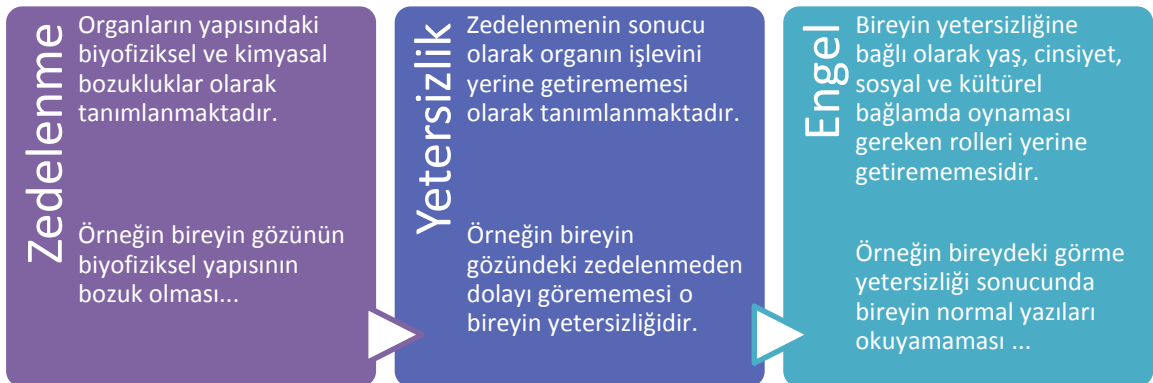 Zedelenme
Organların yapısındaki
biyofiziksel ve kimyasal
bozukluklar olarak
tanımlanmaktadır.
Örneğin bireyin gözünün
biyofiziksel yapısının
bozuk olması...
Yetersizlik
Zedelenmenin sonucu
olarak organın işlevini
yerine getirememesi
olarak tanımlanmaktadır.
Örneğin bireyin
gözündeki zedelenmeden
dolayı görememesi o
bireyin yetersizliğidir.
Engel
Bireyin yetersizliğine
bağlı olarak yaş, cinsiyet,
sosyal ve kültürel
bağlamda oynaması
gereken rolleri yerine
getirememesidir.
Örneğin bireydeki görme
yetersizliği sonucunda
bireyin normal yazıları
okuyamaması ...